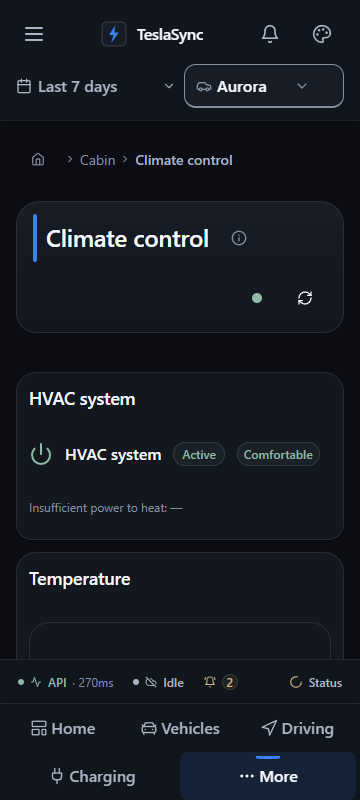 TeslaSync
Last 7 days
Aurora
Cabin
Climate control
Climate control
HVAC system
HVAC system
Active
Comfortable
Insufficient power to heat: —
Temperature
API · 270ms
Idle
2
Status
Home
Vehicles
Driving
Charging
More